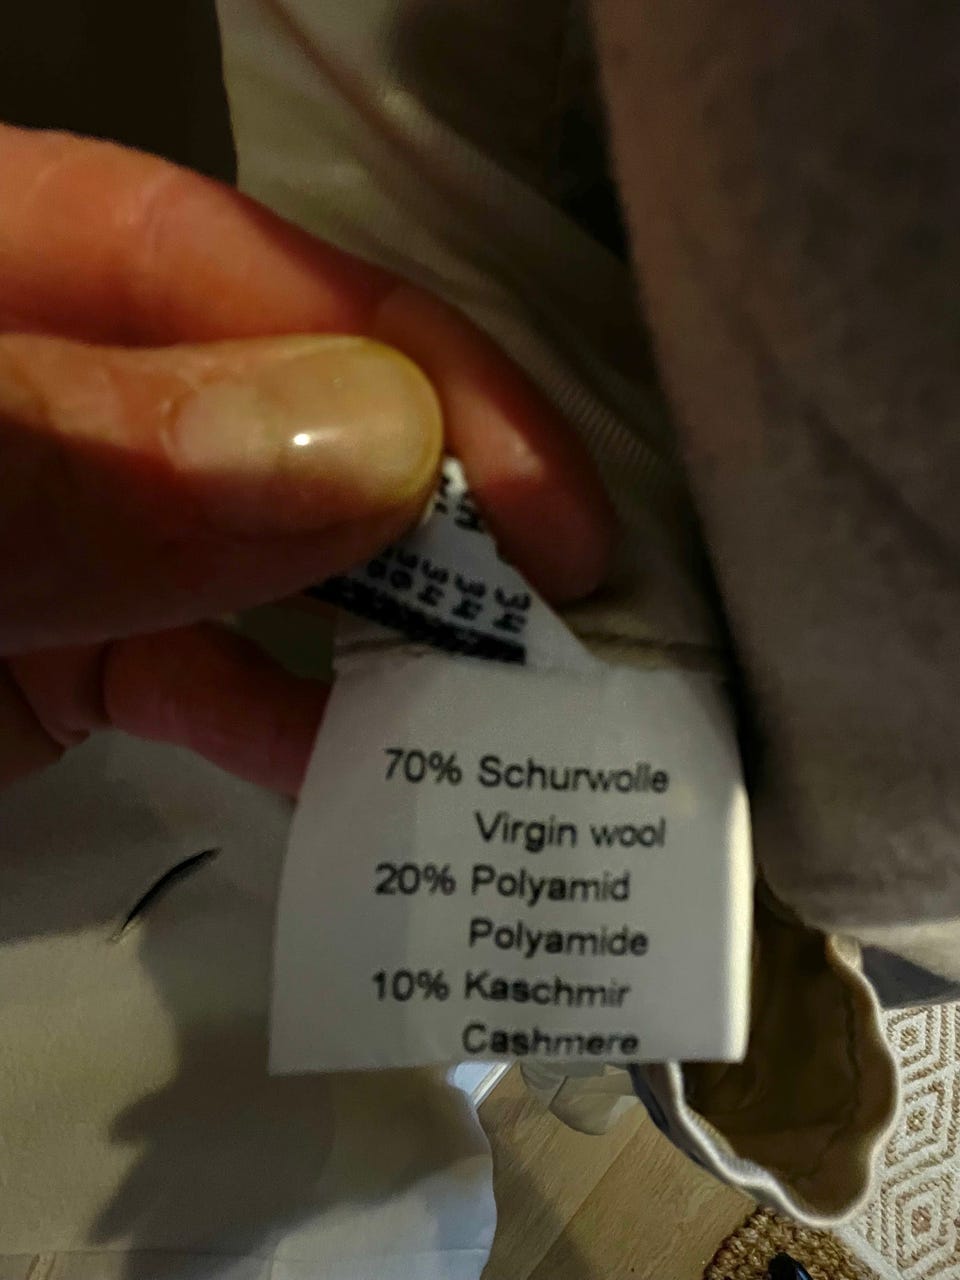 70% Schurwolle
Virgin wool
20% Polyamid
Polyamide
10% Kaschmir
Cashmere